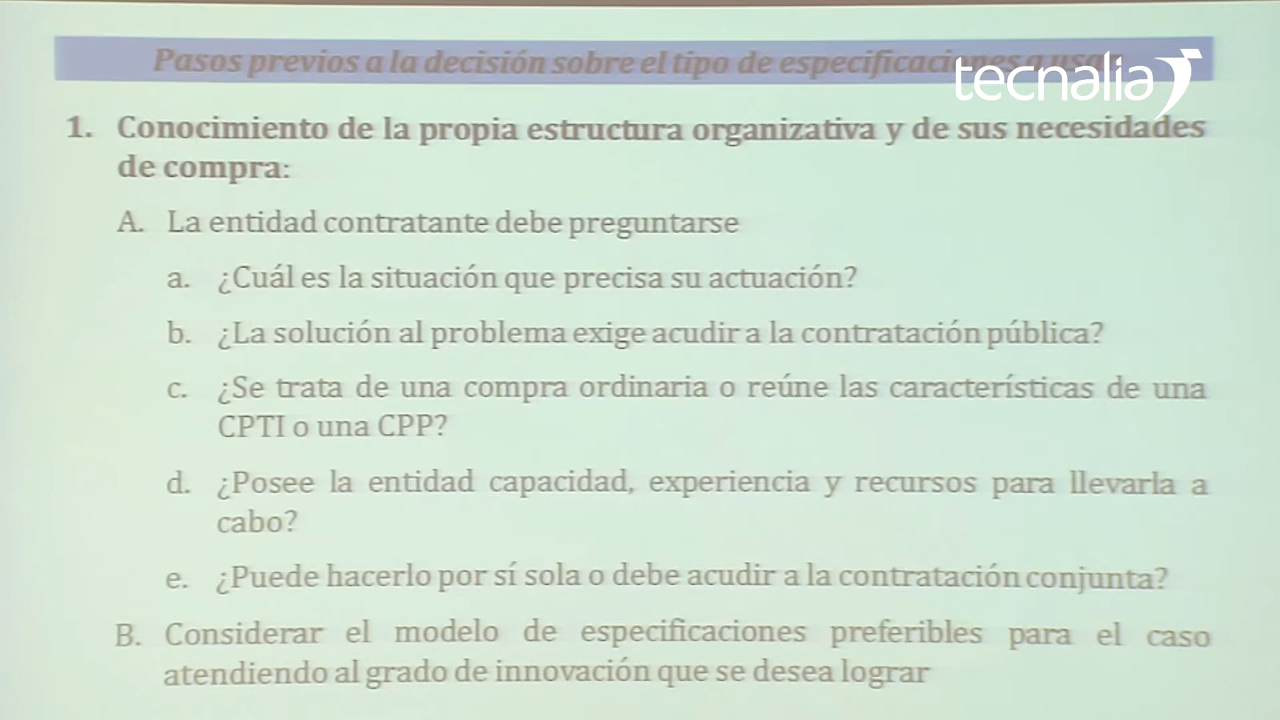 Pasos previos a la decisión sobre el tipo de especificaciones a usar
tecnalia
1. Conocimiento de la propia estructura organizativa y de sus necesidades
de compra:
A. La entidad contratante debe preguntarse
a. ¿Cuál es la situación que precisa su actuación?
b. ¿La solución al problema exige acudir a la contratación pública?
c. ¿Se trata de una compra ordinaria o reúne las características de una
CPTI o una CPP?
d. ¿Posee la entidad capacidad, experiencia y recursos para llevarla a
cabo?
e. ¿Puede hacerlo por sí sola o debe acudir a la contratación conjunta?
B. Considerar el modelo de especificaciones preferibles para el caso
atendiendo al grado de innovación que se desea lograr